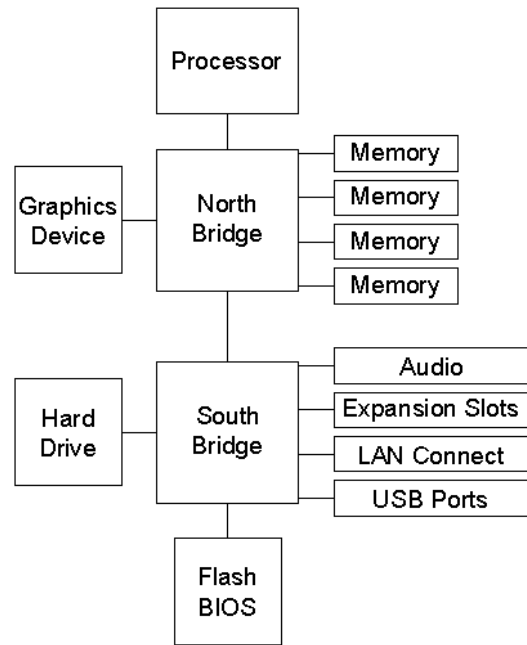 Processor
Graphics
Device
North
Bridge
Memory
Memory
Memory
Memory
Hard
Drive
South
Bridge
Audio
Expansion Slots
LAN Connect
USB Ports
Flash
BIOS